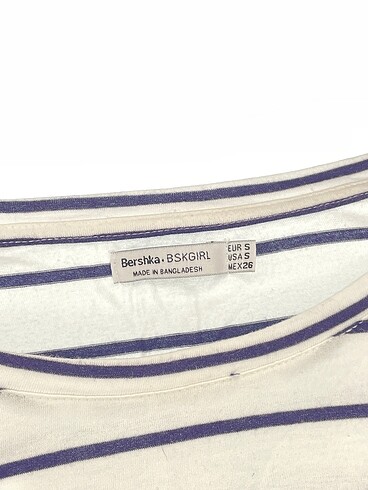 Bershka. BSKGIRL
MADE IN BANGLADESH
EUR S
USA S
MEX 26